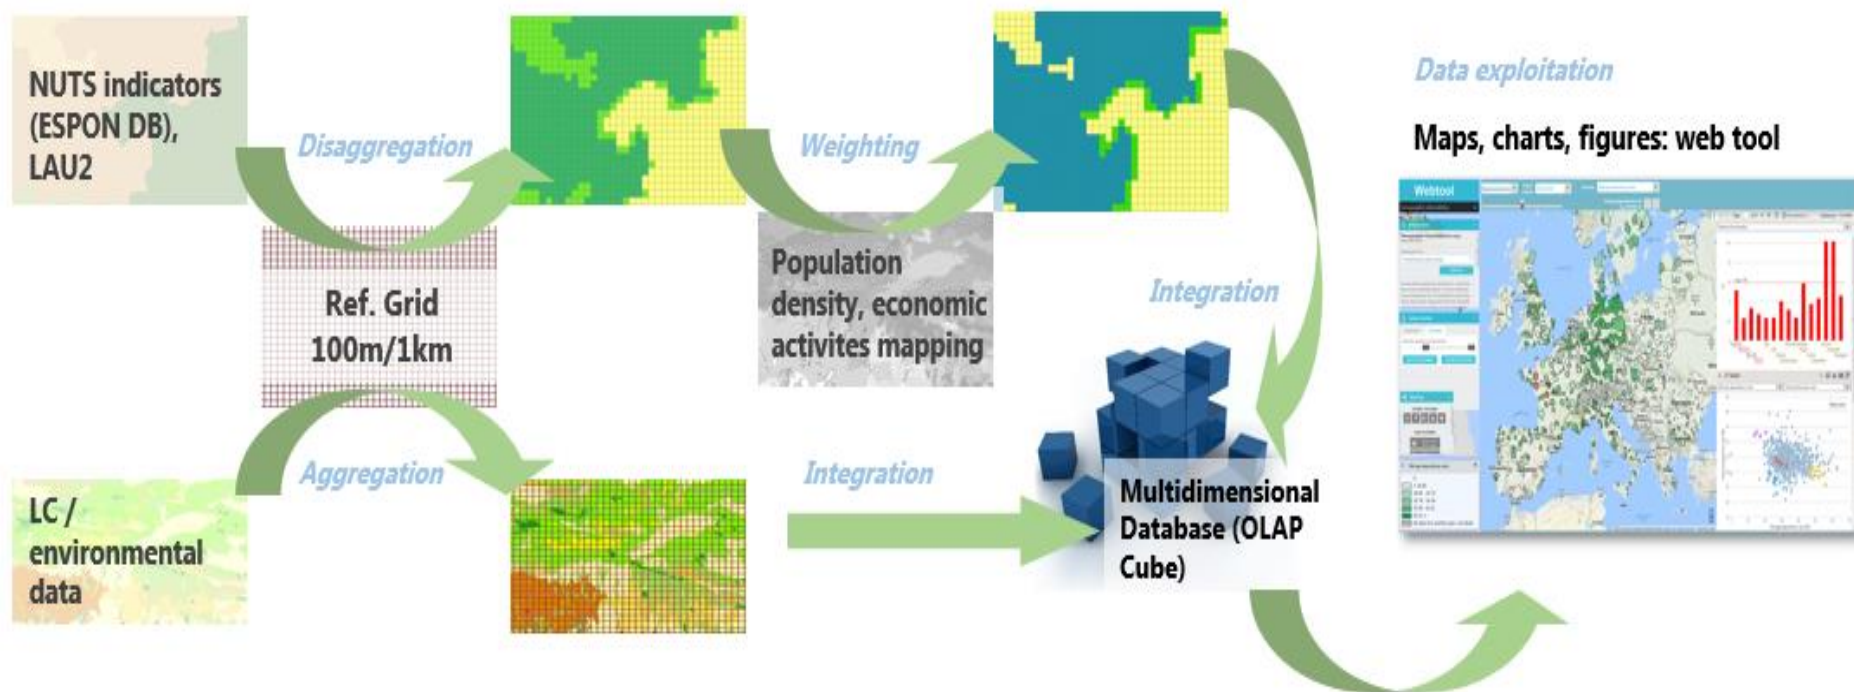 NUTS indicators
(ESPON DB),
LAU2
Disaggregation
Ref. Grid
100m/1km
Aggregation
LC /
environmental
data
Weighting
Population
density, economic
activites mapping
Integration
Integration
Multidimensional
Database (OLAP
Cube)
Data exploitation
Maps, charts, figures: web tool
Webtool